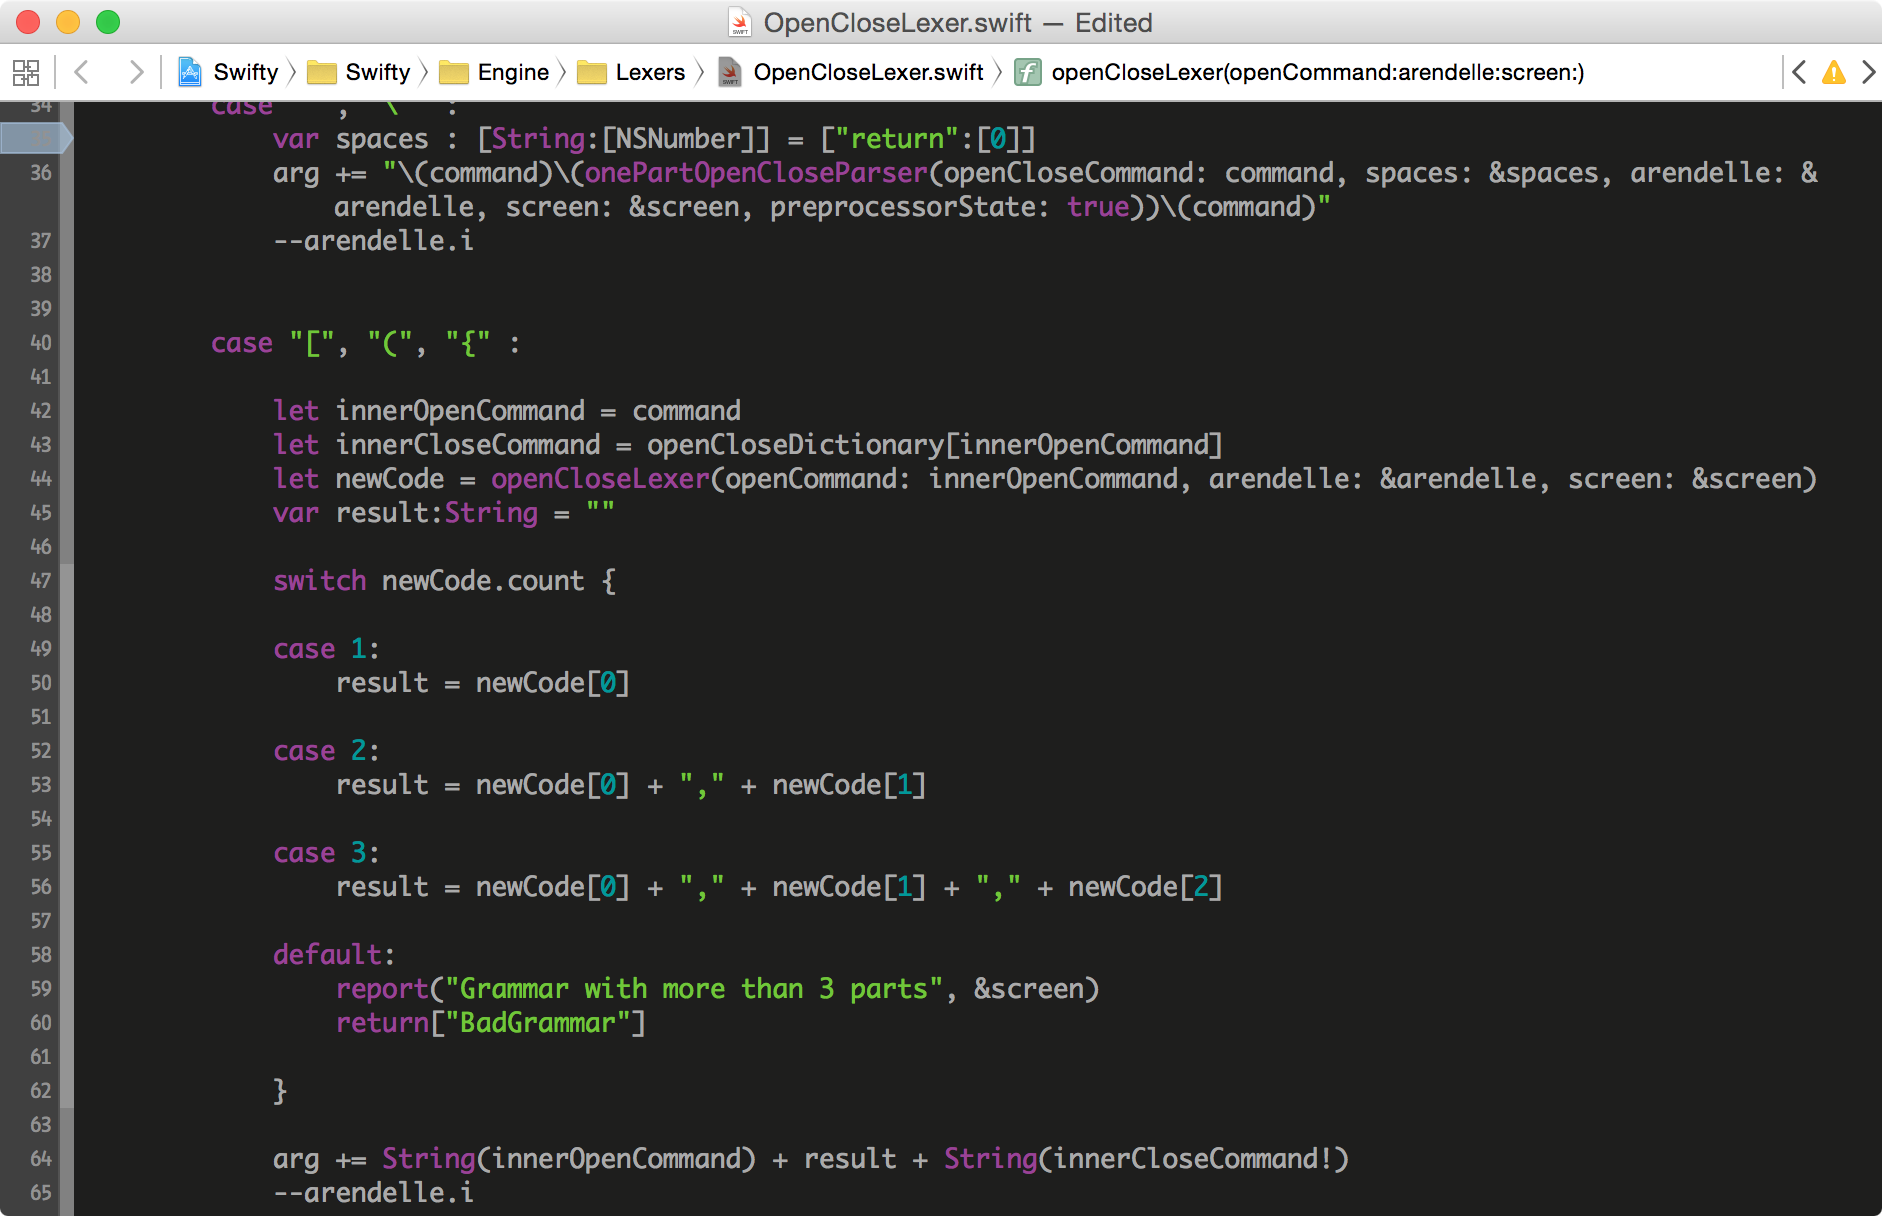 OpenCloseLexer.swift — Edited
Swifty Swifty Engine Lexers OpenCloseLexer.swift openCloseLexer(openCommand:arendelle:screen:)
34 case
var spaces : [String:[NSNumber]] = ["return":[0]]
36 arg += "\(command)\(onePartOpenCloseParser(openCloseCommand: command, spaces: &spaces, arendelle: &
arendelle, screen: &screen, preprocessorState: true))\(command)"
37 --arendelle.i
38
39
40 case "[", "(", "{" :
41
42 let innerOpenCommand = command
43 let innerCloseCommand = openCloseDictionary[innerOpenCommand]
44 let newCode = openCloseLexer(openCommand: innerOpenCommand, arendelle: &arendelle, screen: &screen)
45 var result:String = ""
46
47 switch newCode.count {
48
49 case 1:
50 result = newCode[0]
51
52 case 2:
53 result = newCode[0] + "," + newCode[1]
54
55 case 3:
56 result = newCode[0] + "," + newCode[1] + "," + newCode[2]
57
58 default:
59 report("Grammar with more than 3 parts", &screen)
60 return["BadGrammar"]
61
62 }
63
64 arg += String(innerOpenCommand) + result + String(innerCloseCommand!)
65 --arendelle.i